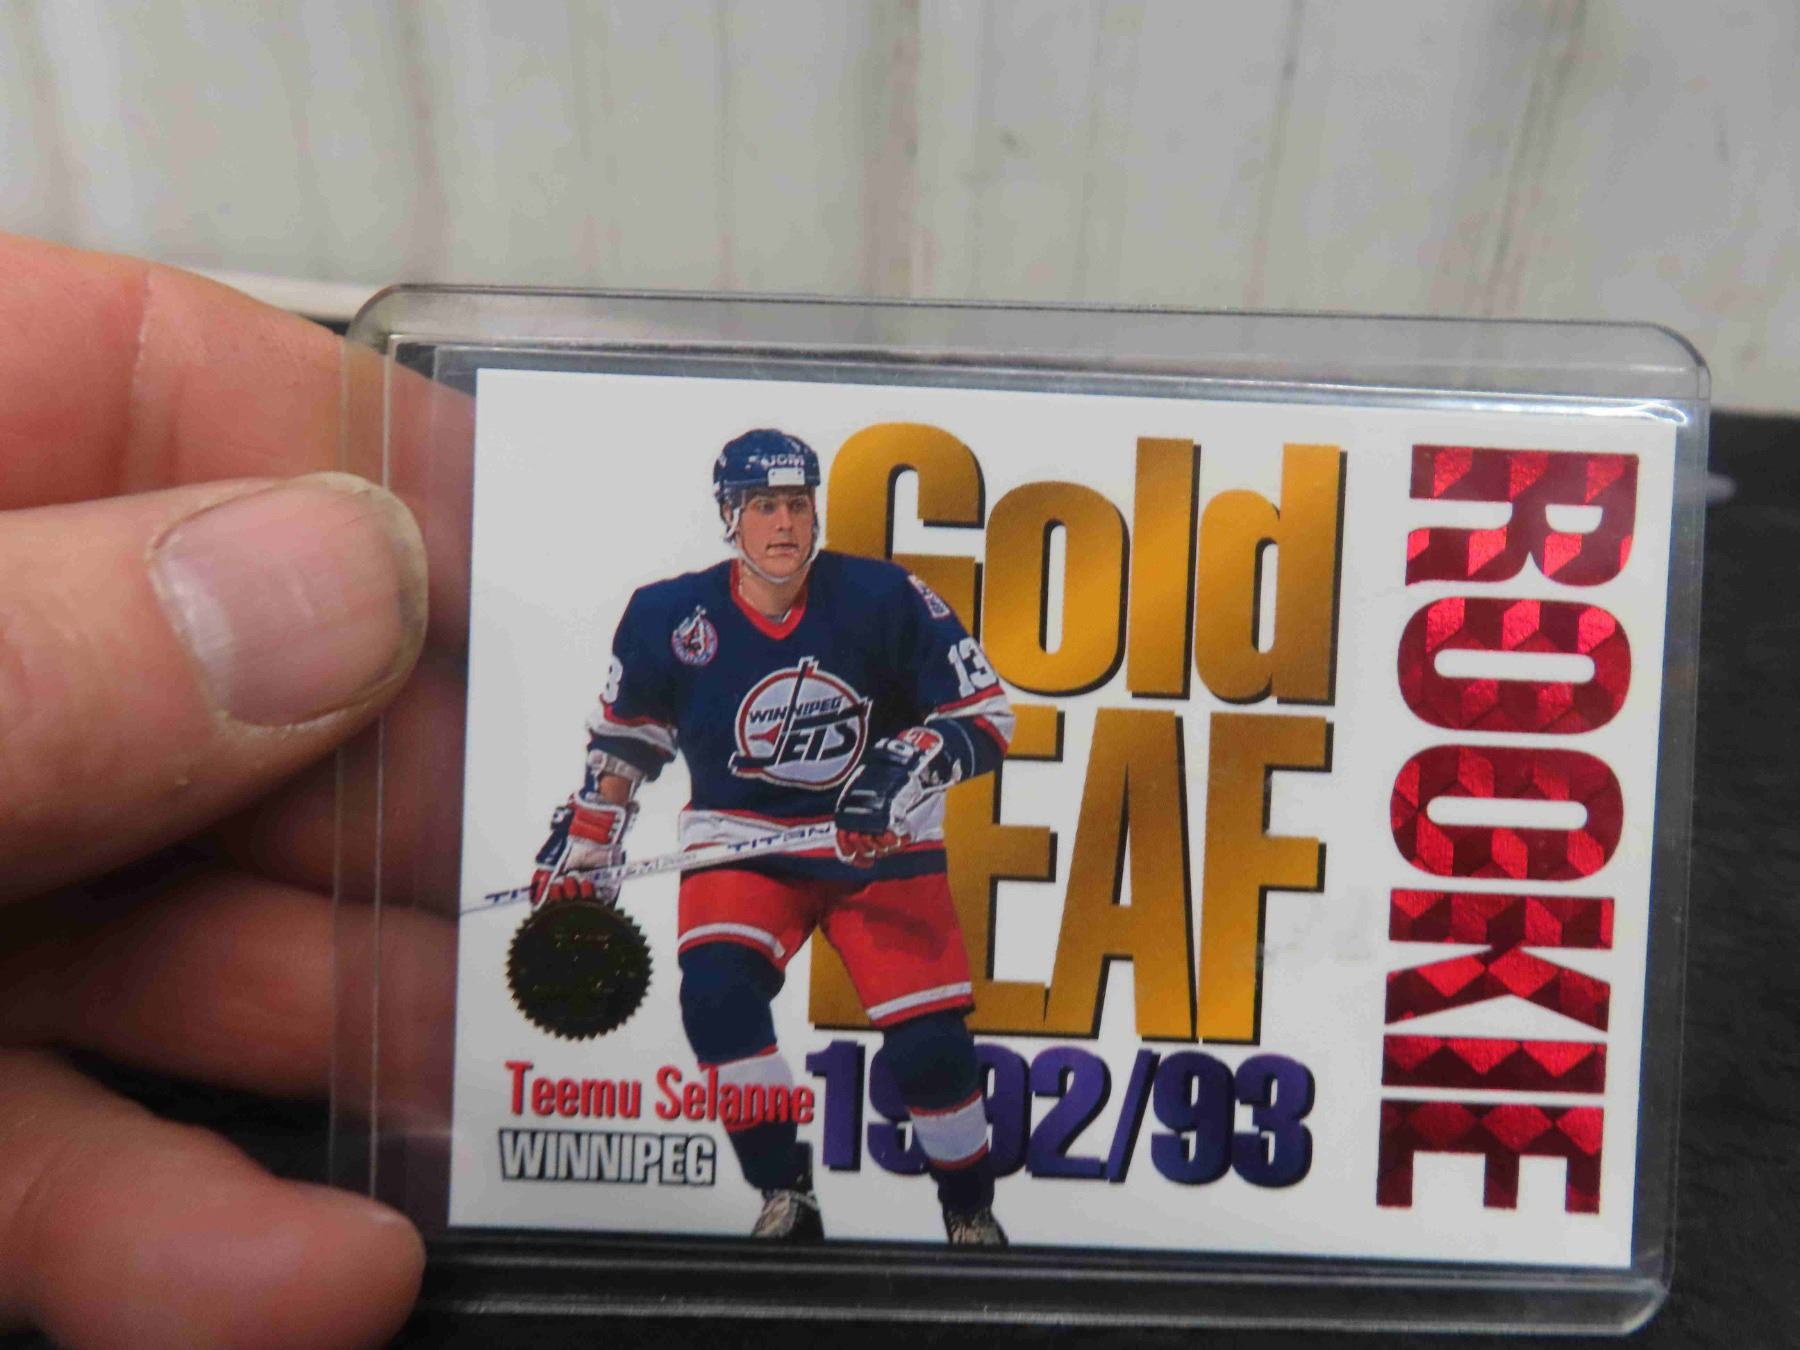 Gold
LEAF
1992/93
ROOKIE
Teemu Selanne
WINNIPEG
WINNIPEG
JETS
13
TITAN